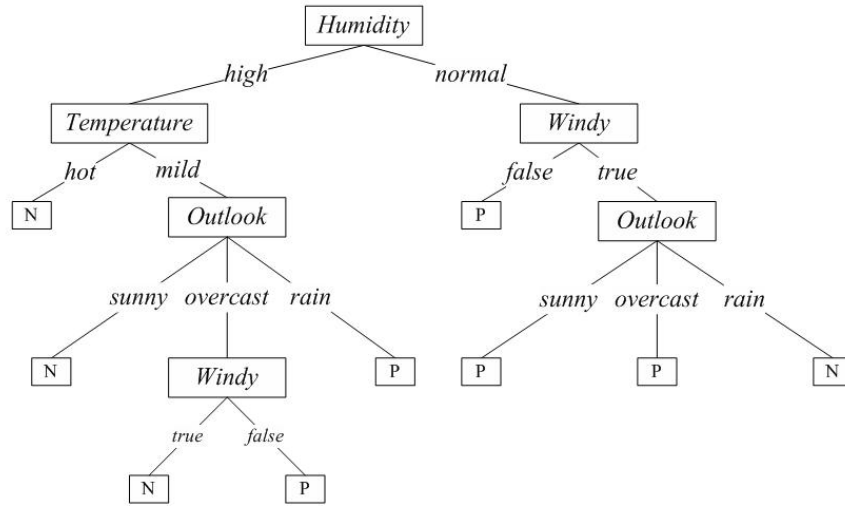 Humidity
high normal
Temperature Windy
hot mild false true
N Outlook P Outlook
sunny overcast rain sunny overcast rain
N Windy P P P N
true false
N P